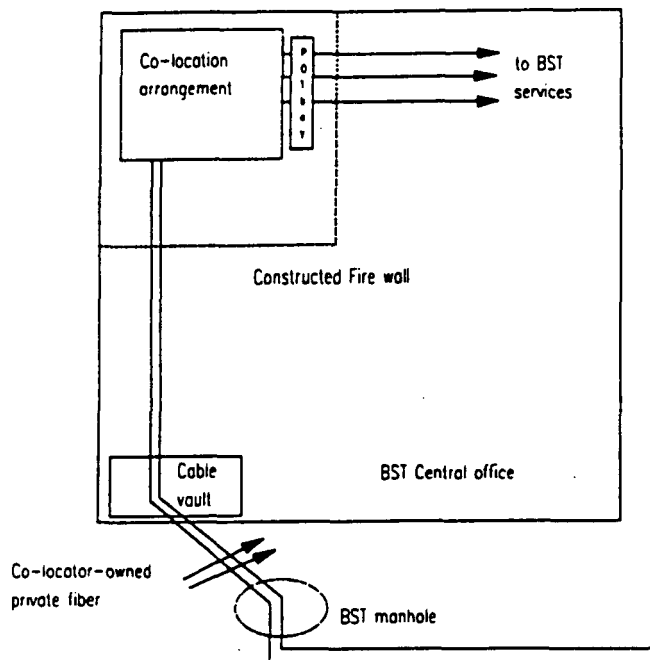 Co-location
arrangement
to BST
services
Constructed Fire wall
Cable
vault
BST Central office
Co-locator-owned
private fiber
BST manhole